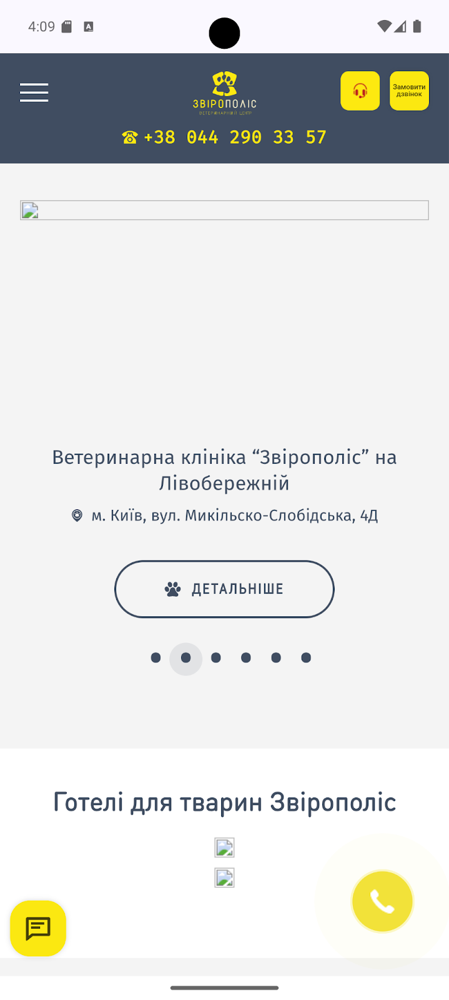 4:09
ЗВІРОПОЛІС
ВЕТЕРИНАРНИЙ ЦЕНТР
Замовити
дзвінок
+38 044 290 33 57
Ветеринарна клініка “Звірополіс” на
Лівобережній
м. Київ, вул. Микільсько-Слобідська, 4Д
ДЕТАЛЬНІШЕ
Готелі для тварин Звірополіс